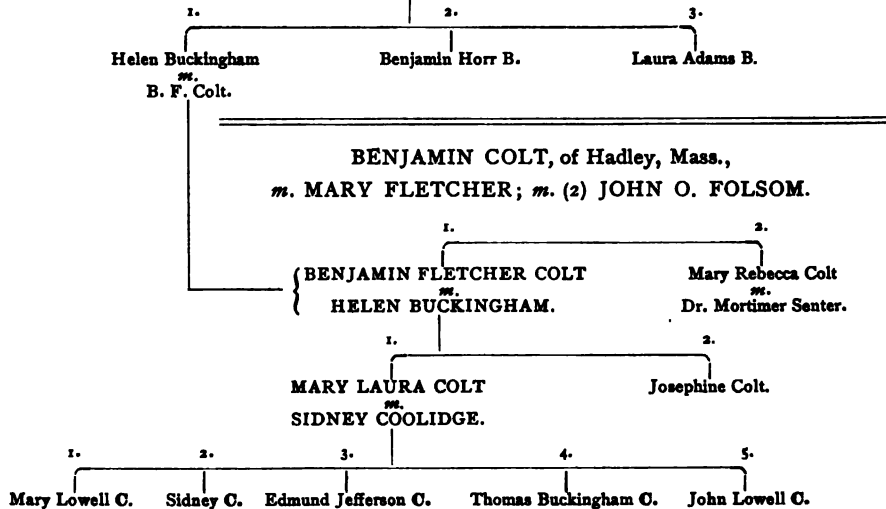 1. 2. 3.
Helen Buckingham Benjamin Horr B. Laura Adams B.
m.
B. F. Colt.
BENJAMIN COLT, of Hadley, Mass.,
m. MARY FLETCHER; m. (2) JOHN O. FOLSOM.
1. 2.
BENJAMIN FLETCHER COLT Mary Rebecca Colt
m. m.
HELEN BUCKINGHAM. Dr. Mortimer Senter.
1. 2.
MARY LAURA COLT Josephine Colt.
m.
SIDNEY COOLIDGE.
1. 2. 3. 4. 5.
Mary Lowell C. Sidney C. Edmund Jefferson C. Thomas Buckingham C. John Lowell C.